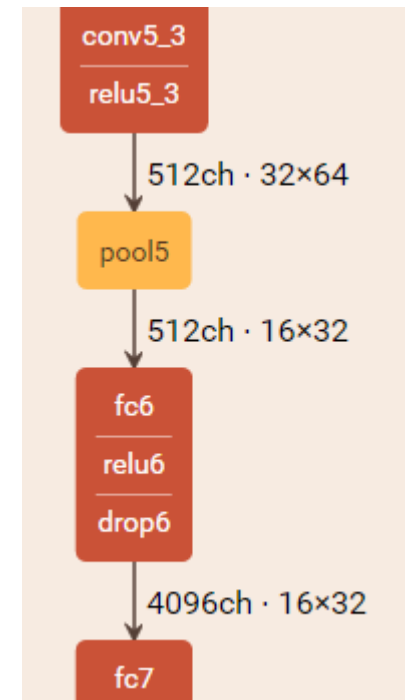 conv5_3
relu5_3
512ch · 32×64
pool5
512ch · 16×32
fc6
relu6
drop6
4096ch · 16×32
fc7